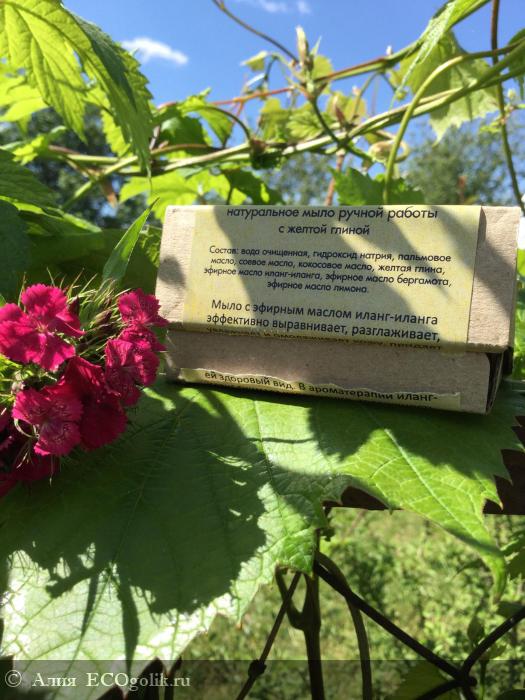 натуральное мыло ручной работы
с желтой глиной
Состав: вода очищенная, гидроксид натрия, пальмовое
масло, соевое масло, кокосовое масло, желтая глина,
эфирное масло иланг-иланга, эфирное масло бергамота,
эфирное масло лимона.
Мыло с эфирным маслом иланг-иланга
эффективно выравнивает, разглаживает,
ей здоровый вид. В ароматерапии иланг-
© Алия ECOgolik.ru